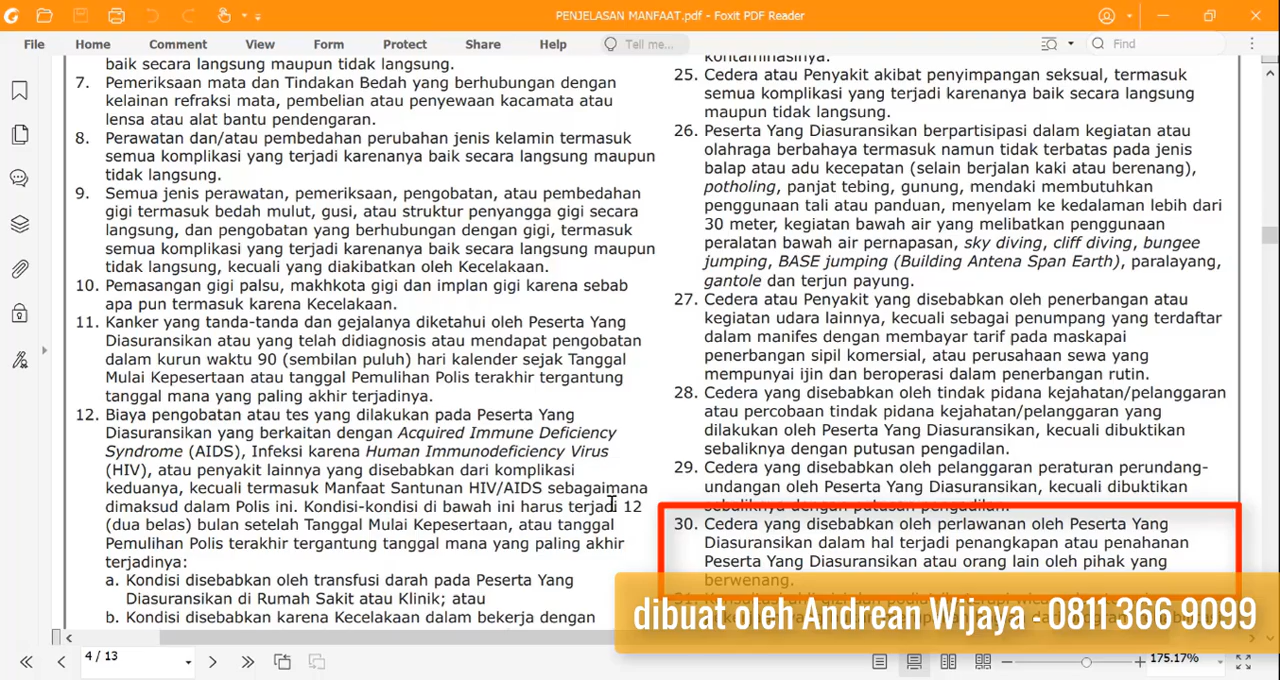 PENJELASAN MANFAAT.pdf - Foxit PDF Reader
File Home Comment View Form Protect Share Help Tell me... Find
baik secara langsung maupun tidak langsung.
7. Pemeriksaan mata dan Tindakan Bedah yang berhubungan dengan
kelainan refraksi mata, pembelian atau penyewaan kacamata atau
lensa atau alat bantu pendengaran.
8. Perawatan dan/atau pembedahan perubahan jenis kelamin termasuk
semua komplikasi yang terjadi karenanya baik secara langsung maupun
tidak langsung.
9. Semua jenis perawatan, pemeriksaan, pengobatan, atau pembedahan
gigi termasuk bedah mulut, gusi, atau struktur penyangga gigi secara
langsung, dan pengobatan yang berhubungan dengan gigi, termasuk
semua komplikasi yang terjadi karenanya baik secara langsung maupun
tidak langsung, kecuali yang diakibatkan oleh Kecelakaan.
10. Pemasangan gigi palsu, mahkhota gigi dan implan gigi karena sebab
apa pun termasuk karena Kecelakaan.
11. Kanker yang tanda-tanda dan gejalanya diketahui oleh Peserta Yang
Diasuransikan atau yang telah didiagnosis atau mendapat pengobatan
dalam kurun waktu 90 (sembilan puluh) hari kalender sejak Tanggal
Mulai Kepesertaan atau tanggal Pemulihan Polis terakhir tergantung
tanggal mana yang paling akhir terjadinya.
12. Biaya pengobatan atau tes yang dilakukan pada Peserta Yang
Diasuransikan yang berkaitan dengan Acquired Immune Deficiency
Syndrome (AIDS), Infeksi karena Human Immunodeficiency Virus
(HIV), atau penyakit lainnya yang disebabkan dari komplikasi
keduanya, kecuali termasuk Manfaat Santunan HIV/AIDS sebagaimana
dimaksud dalam Polis ini. Kondisi-kondisi di bawah ini harus terjadi 12
(dua belas) bulan setelah Tanggal Mulai Kepesertaan, atau tanggal
Pemulihan Polis terakhir tergantung tanggal mana yang paling akhir
terjadinya:
a. Kondisi disebabkan oleh transfusi darah pada Peserta Yang
Diasuransikan di Rumah Sakit atau Klinik; atau
b. Kondisi disebabkan karena Kecelakaan dalam bekerja dengan
kontaminasinya.
25. Cedera atau Penyakit akibat penyimpangan seksual, termasuk
semua komplikasi yang terjadi karenanya baik secara langsung
maupun tidak langsung.
26. Peserta Yang Diasuransikan berpartisipasi dalam kegiatan atau
olahraga berbahaya termasuk namun tidak terbatas pada jenis
balap atau adu kecepatan (selain berjalan kaki atau berenang),
potholing, panjat tebing, gunung, mendaki membutuhkan
penggunaan tali atau panduan, menyelam ke kedalaman lebih dari
30 meter, kegiatan bawah air yang melibatkan penggunaan
peralatan bawah air pernapasan, sky diving, cliff diving, bungee
jumping, BASE jumping (Building Antena Span Earth), paralayang,
gantole dan terjun payung.
27. Cedera atau Penyakit yang disebabkan oleh penerbangan atau
kegiatan udara lainnya, kecuali sebagai penumpang yang terdaftar
dalam manifes dengan membayar tarif pada maskapai
penerbangan sipil komersial, atau perusahaan sewa yang
mempunyai ijin dan beroperasi dalam penerbangan rutin.
28. Cedera yang disebabkan oleh tindak pidana kejahatan/pelanggaran
atau percobaan tindak pidana kejahatan/pelanggaran yang
dilakukan oleh Peserta Yang Diasuransikan, kecuali dibuktikan
sebaliknya dengan putusan pengadilan.
29. Cedera yang disebabkan oleh pelanggaran peraturan perundang-
undangan oleh Peserta Yang Diasuransikan, kecuali dibuktikan
sebaliknya dengan putusan pengadilan.
30. Cedera yang disebabkan oleh perlawanan oleh Peserta Yang
Diasuransikan dalam hal terjadi penangkapan atau penahanan
Peserta Yang Diasuransikan atau orang lain oleh pihak yang
berwenang.
dibuat oleh Andrean Wijaya - 0811 366 9099
4 / 13
175.17%